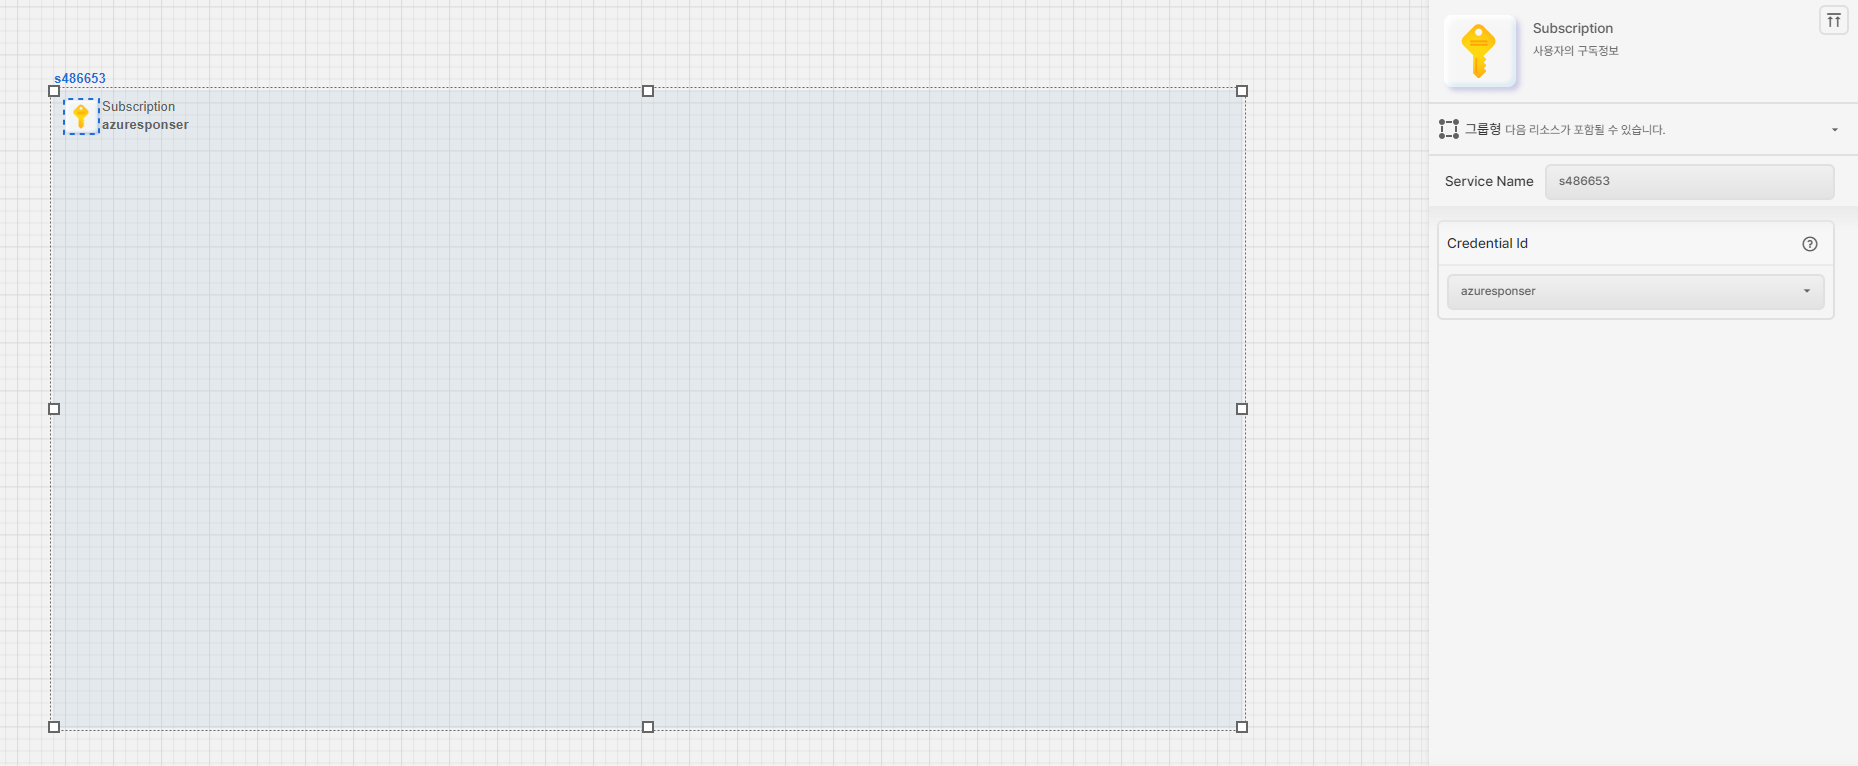 s486653
Subscription
azuresponser
Subscription
사용자의 구독정보
그룹형 다음 리소스가 포함될 수 있습니다.
Service Name
s486653
Credential Id
azuresponser